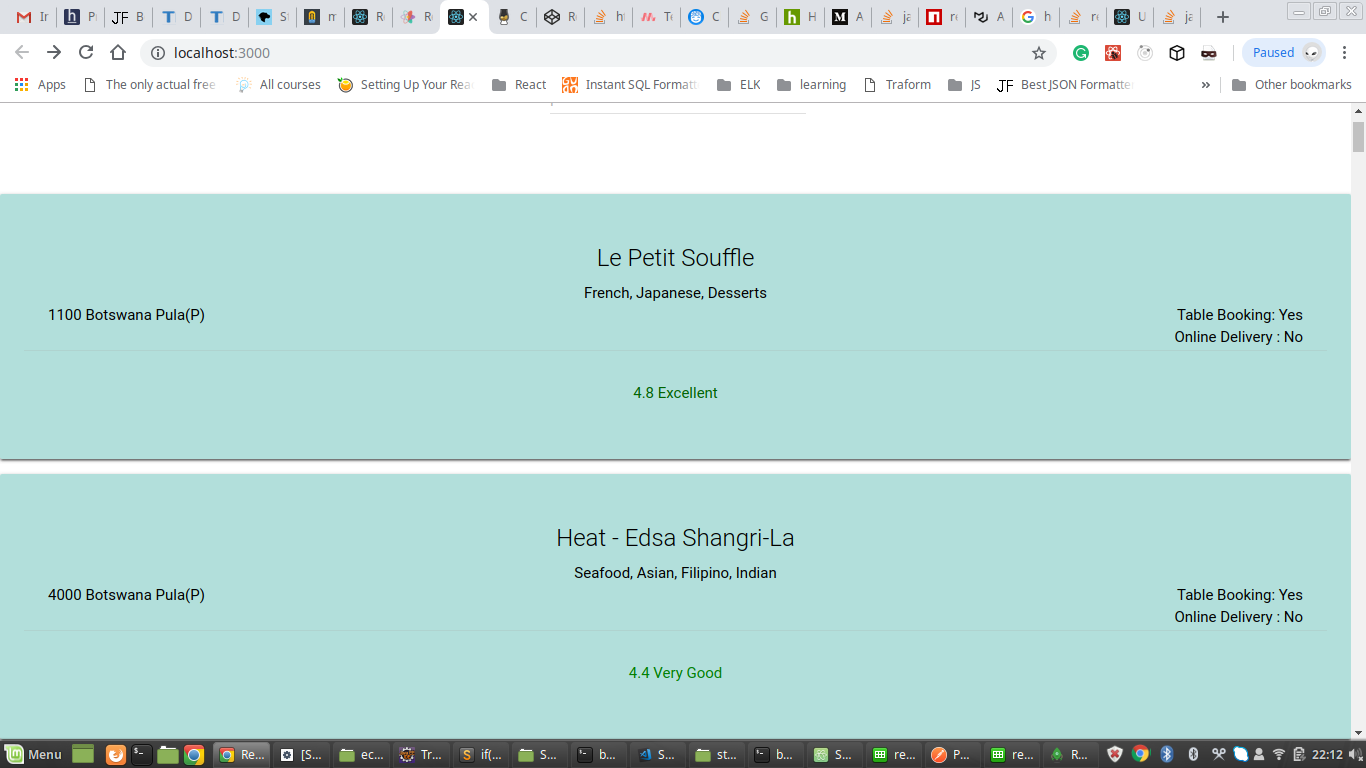 Ir
P
B
D
D
S
m
R
R
C
R
h
T
C
G
H
A
ja
r
A
h
r
U
ja
localhost:3000
Paused
Apps
The only actual free
All courses
Setting Up Your Rea
React
Instant SQL Formatt
ELK
learning
Traform
JS
Best JSON Formatte
»
Other bookmarks
Le Petit Souffle
French, Japanese, Desserts
1100 Botswana Pula(P)
Table Booking: Yes
Online Delivery : No
4.8 Excellent
Heat - Edsa Shangri-La
Seafood, Asian, Filipino, Indian
4000 Botswana Pula(P)
Table Booking: Yes
Online Delivery : No
4.4 Very Good
Menu
Re...
[S...
ec...
Tr...
if(...
S...
b...
S...
st...
b...
S...
re...
P...
re...
R...
22:12